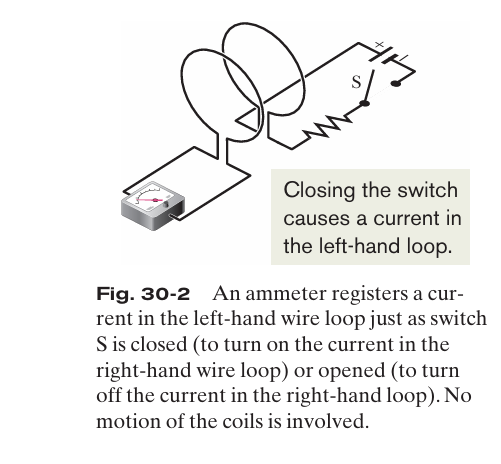 + –
S
Closing the switch
causes a current in
the left-hand loop.
Fig. 30-2 An ammeter registers a cur-
rent in the left-hand wire loop just as switch
S is closed (to turn on the current in the
right-hand wire loop) or opened (to turn
off the current in the right-hand loop). No
motion of the coils is involved.